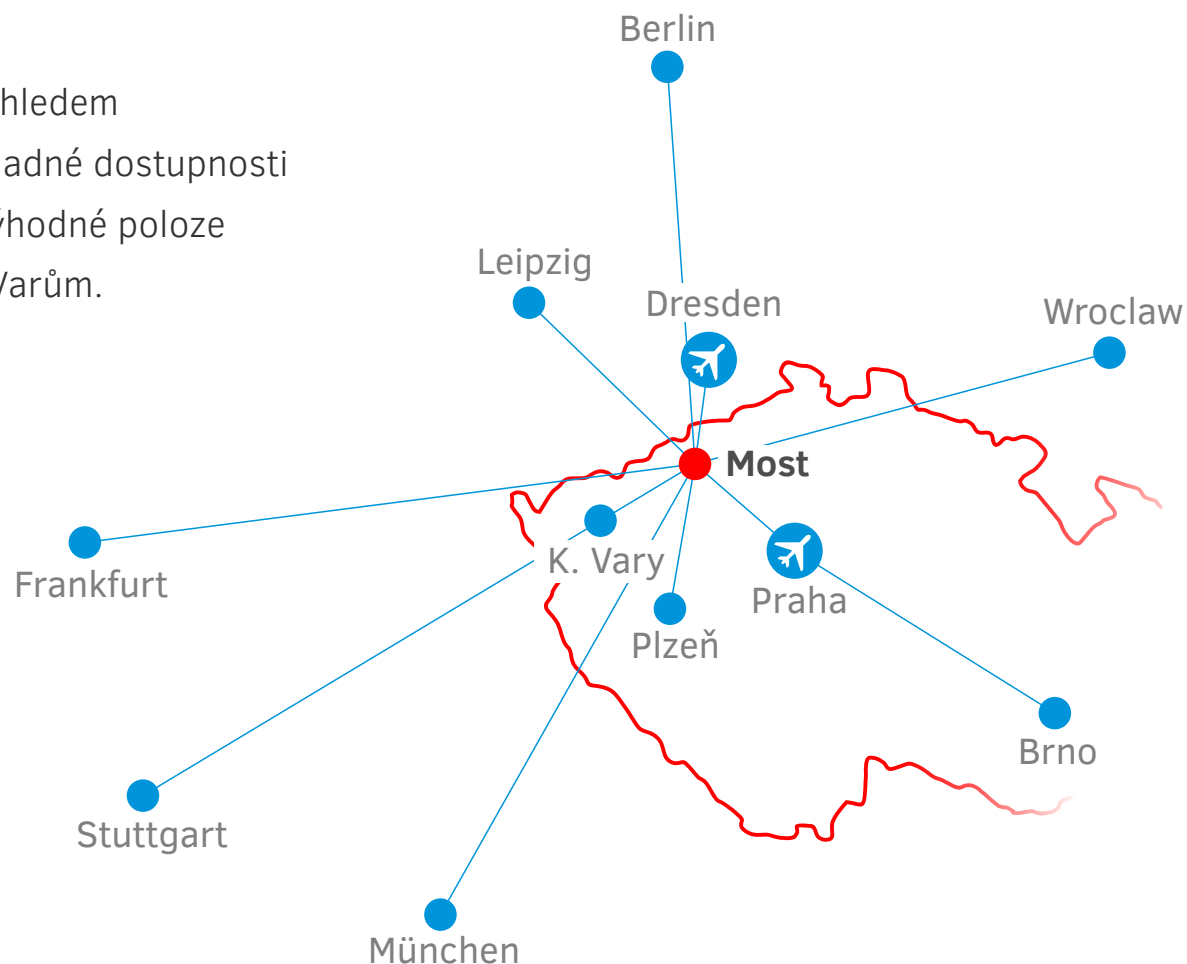 Berlin
hledem
adné dostupnosti
ýhodné poloze
Varům.
Leipzig
Dresden
Wroclaw
Most
K. Vary
Frankfurt
Praha
Plzeň
Brno
Stuttgart
München